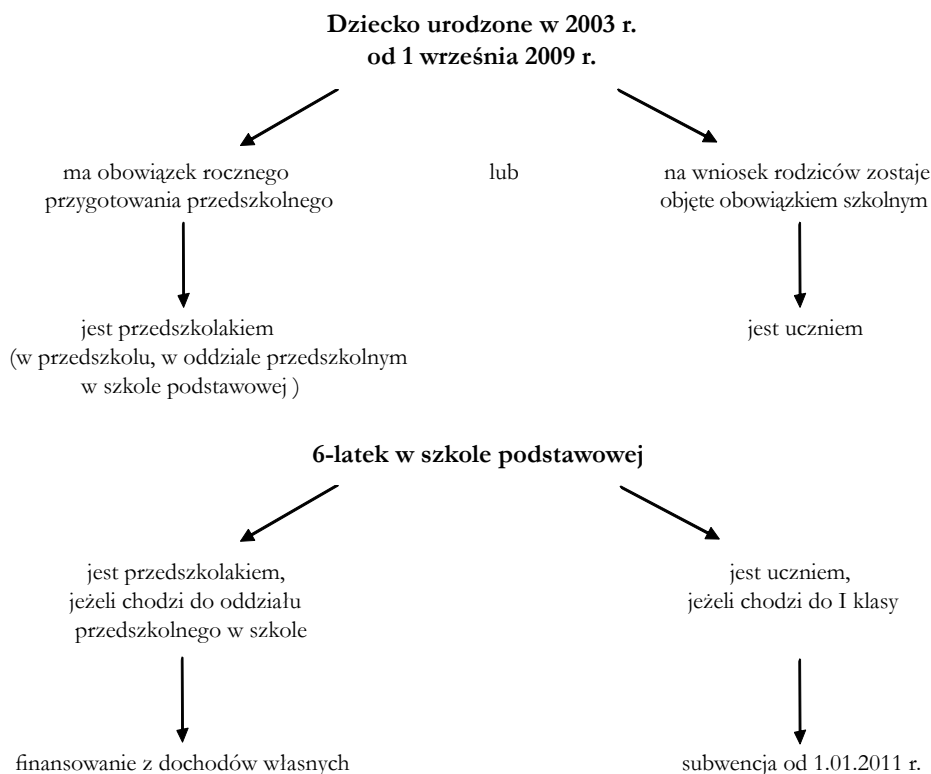 Dziecko urodzone w 2003 r.
od 1 września 2009 r.
ma obowiązek rocznego
przygotowania przedszkolnego
lub
na wniosek rodziców zostaje
objęte obowiązkiem szkolnym
jest przedszkolakiem
(w przedszkolu, w oddziale przedszkolnym
w szkole podstawowej )
jest uczniem
6-latek w szkole podstawowej
jest przedszkolakiem,
jeżeli chodzi do oddziału
przedszkolnego w szkole
jest uczniem,
jeżeli chodzi do I klasy
finansowanie z dochodów własnych
subwencja od 1.01.2011 r.